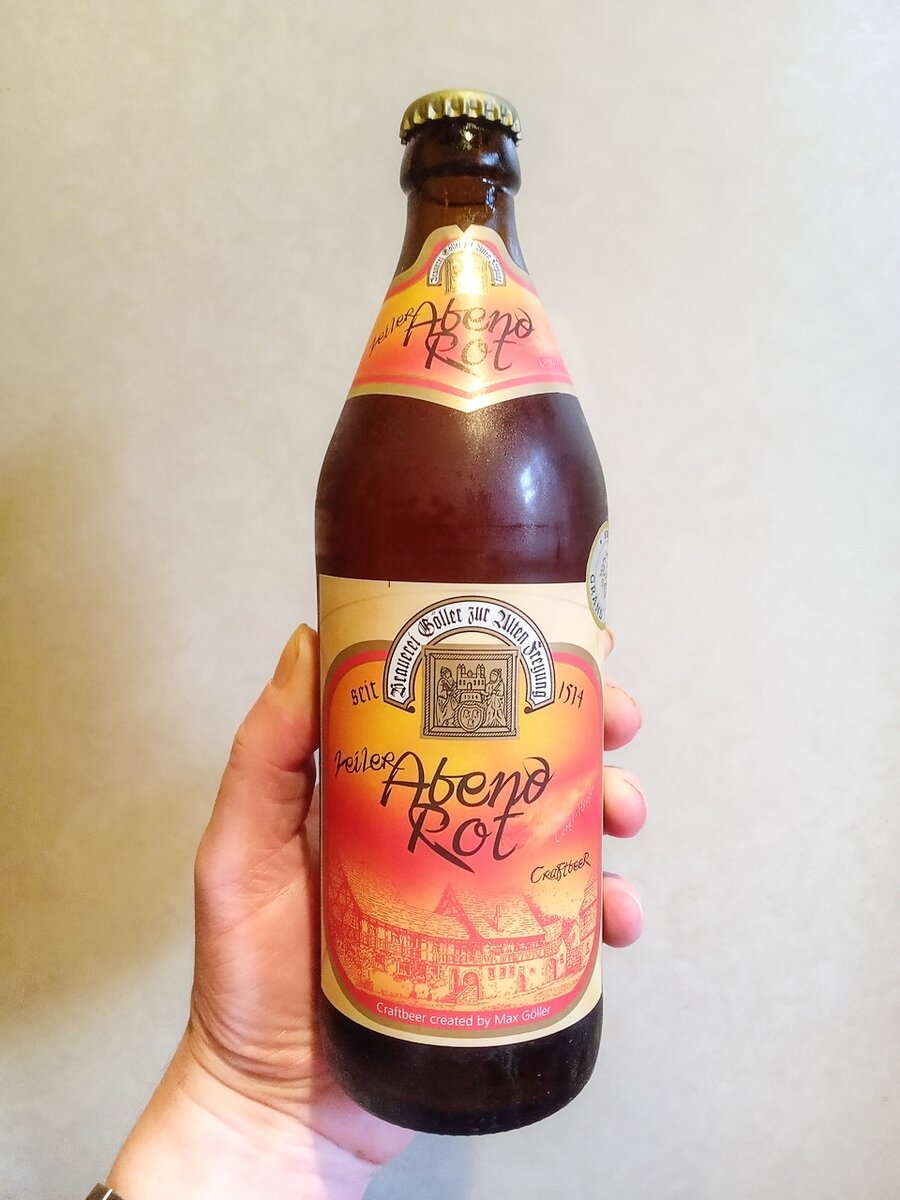 Brauerei Göller zur Alten Freyung
Zeiler Abend
Rot
Brauerei Göller zur Alten Freyung
seit 1514
1514
Zeiler Abend
Rot
Craftbeer
Craftbeer created by Max Göller